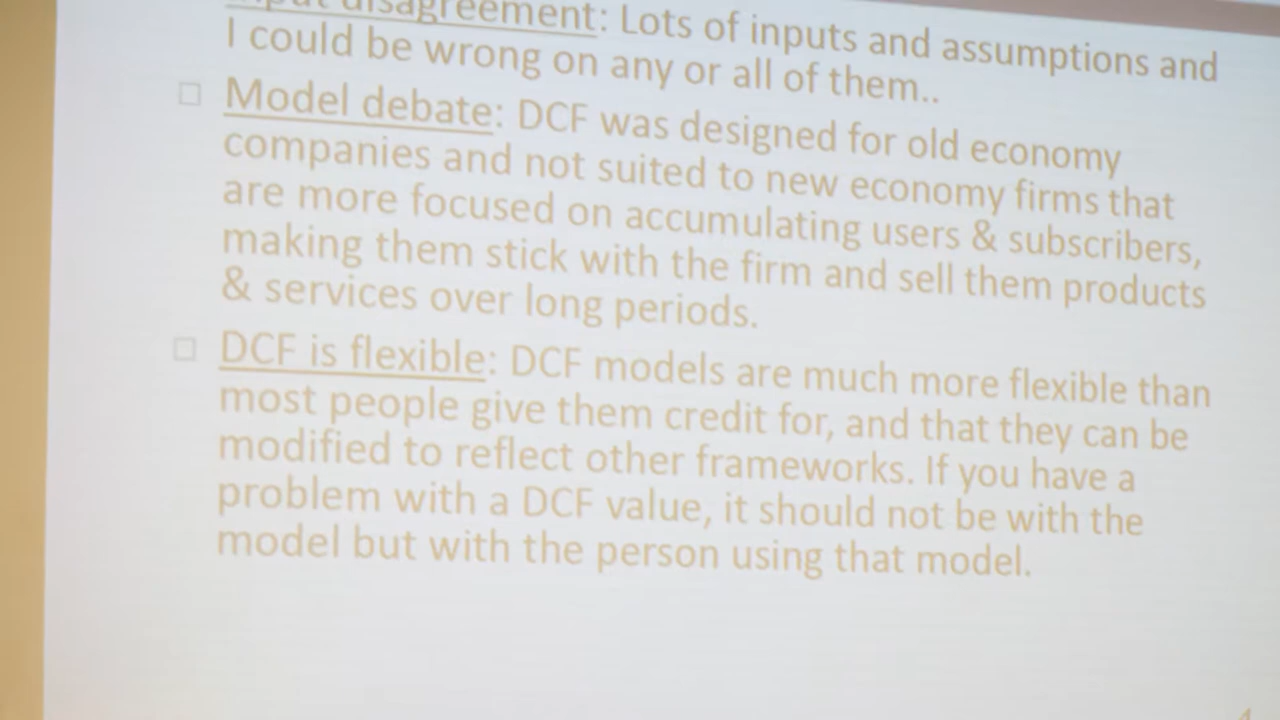 Input disagreement: Lots of inputs and assumptions and
I could be wrong on any or all of them..
Model debate: DCF was designed for old economy
companies and not suited to new economy firms that
are more focused on accumulating users & subscribers,
making them stick with the firm and sell them products
& services over long periods.
DCF is flexible: DCF models are much more flexible than
most people give them credit for, and that they can be
modified to reflect other frameworks. If you have a
problem with a DCF value, it should not be with the
model but with the person using that model.